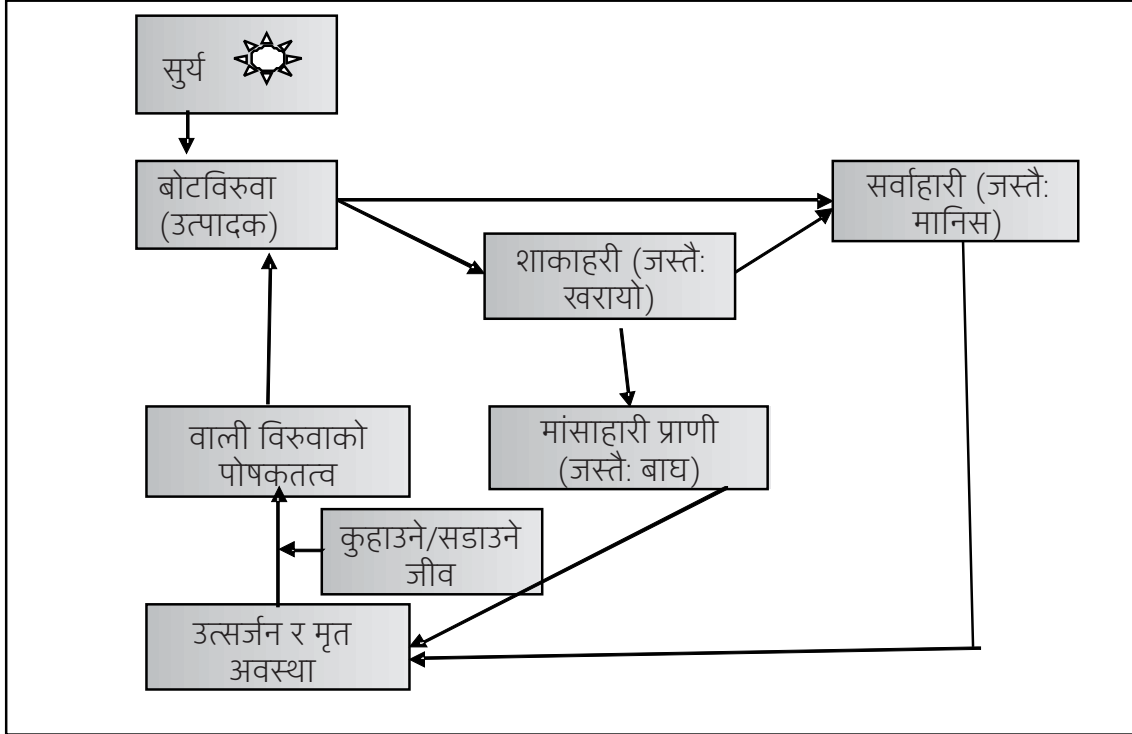 सुर्य
बोटविरुवा
(उत्पादक)
सर्वाहारी (जस्तै:
मानिस)
शाकाहरी (जस्तै:
खरायो)
वाली विरुवाको
पोषकतत्व
मांसाहारी प्राणी
(जस्तै: बाघ)
कुहाउने/सडाउने
जीव
उत्सर्जन र मृत
अवस्था